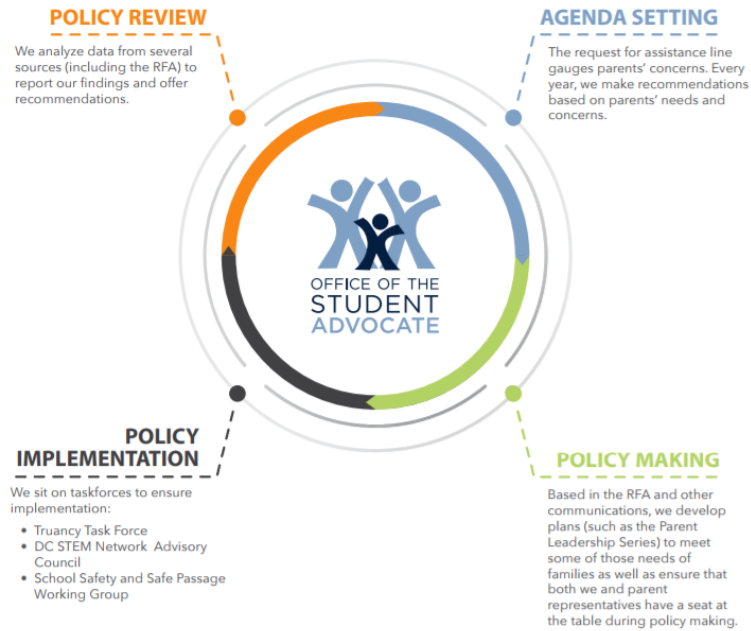 POLICY REVIEW
We analyze data from several
sources (including the RFA) to
report our findings and offer
recommendations.
AGENDA SETTING
The request for assistance line
gauges parents' concerns. Every
year, we make recommendations
based on parents' needs and
concerns.
OFFICE OF THE
STUDENT
ADVOCATE
POLICY
IMPLEMENTATION
We sit on taskforces to ensure
implementation:
• Truancy Task Force
• DC STEM Network Advisory
Council
• School Safety and Safe Passage
Working Group
POLICY MAKING
Based in the RFA and other
communications, we develop
plans (such as the Parent
Leadership Series) to meet
some of those needs of
families as well as ensure that
both we and parent
representatives have a seat at
the table during policy making.